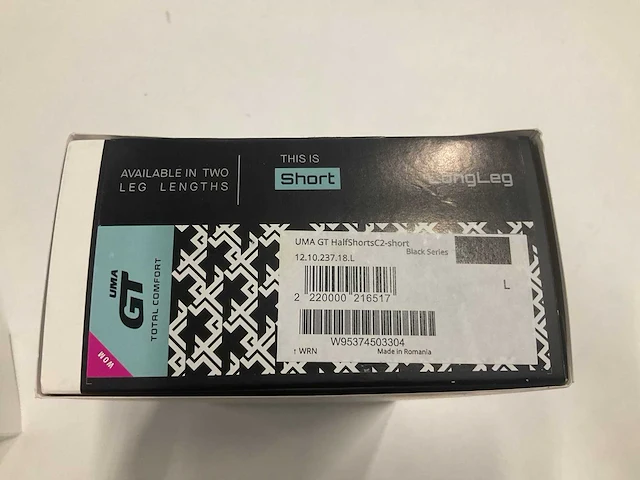 AVAILABLE IN TWO
LEG LENGTHS
THIS IS
Short
LongLeg
UMA
GT
TOTAL COMFORT
WOM
UMA GT HalfShortsC2-short
Black Series
12.10.237.18.L
2 220000 216517
L
W95374503304
↑ WRN
Made in Romania